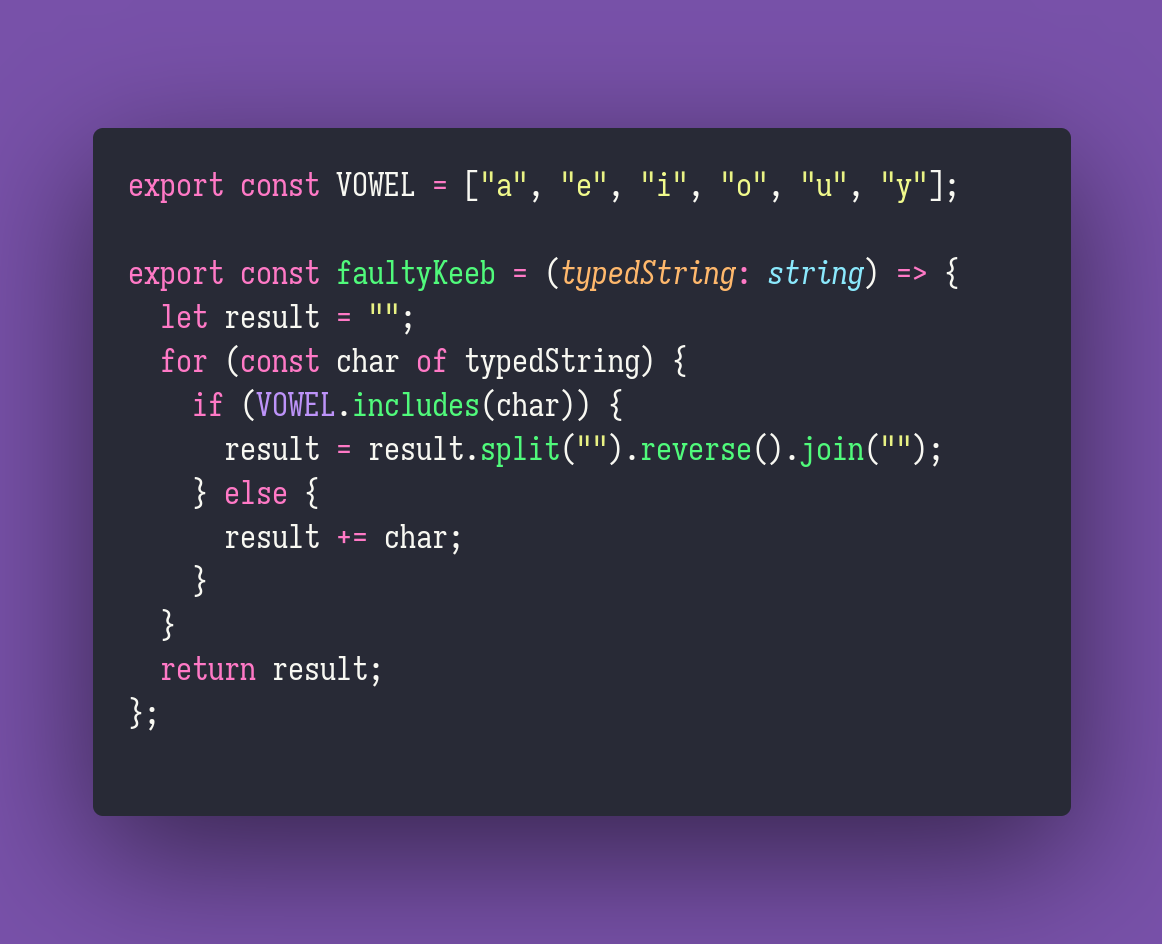 export const VOWEL = ["a", "e", "i", "o", "u", "y"];

export const faultyKeeb = (typedString: string) => {
  let result = "";
  for (const char of typedString) {
    if (VOWEL.includes(char)) {
      result = result.split("").reverse().join("");
    } else {
      result += char;
    }
  }
  return result;
};